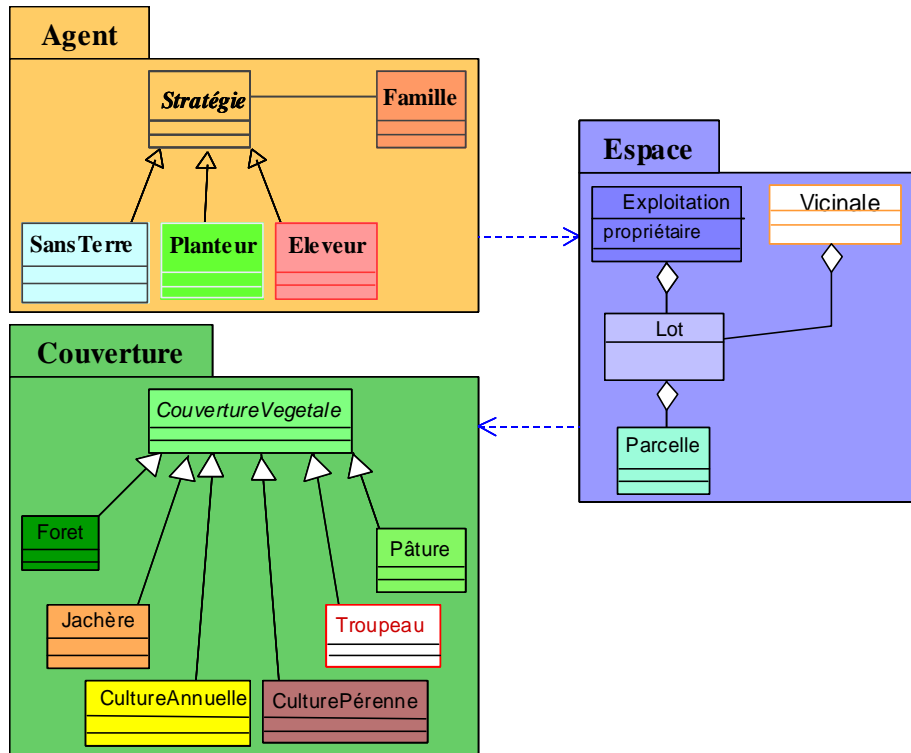 Agent
Stratégie
Famille
SansTerre
Planteur
Eleveur
Espace
Exploitation
propriétaire
Vicinale
Lot
Parcelle
Couverture
CouvertureVegetale
Foret
Pâture
Jachère
Troupeau
CultureAnnuelle
CulturePérenne